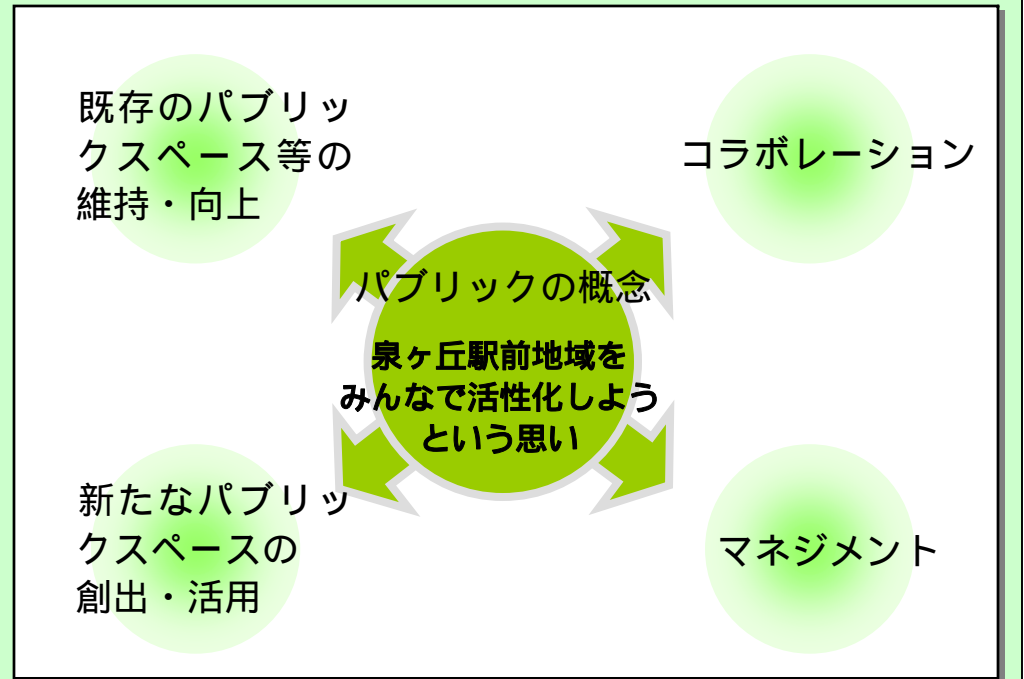 既存のパブリッ
クスペース等の
維持・向上
コラボレーション
パブリックの概念
泉ヶ丘駅前地域を
みんなで活性化しよう
という思い
新たなパブリッ
クスペースの
創出・活用
マネジメント